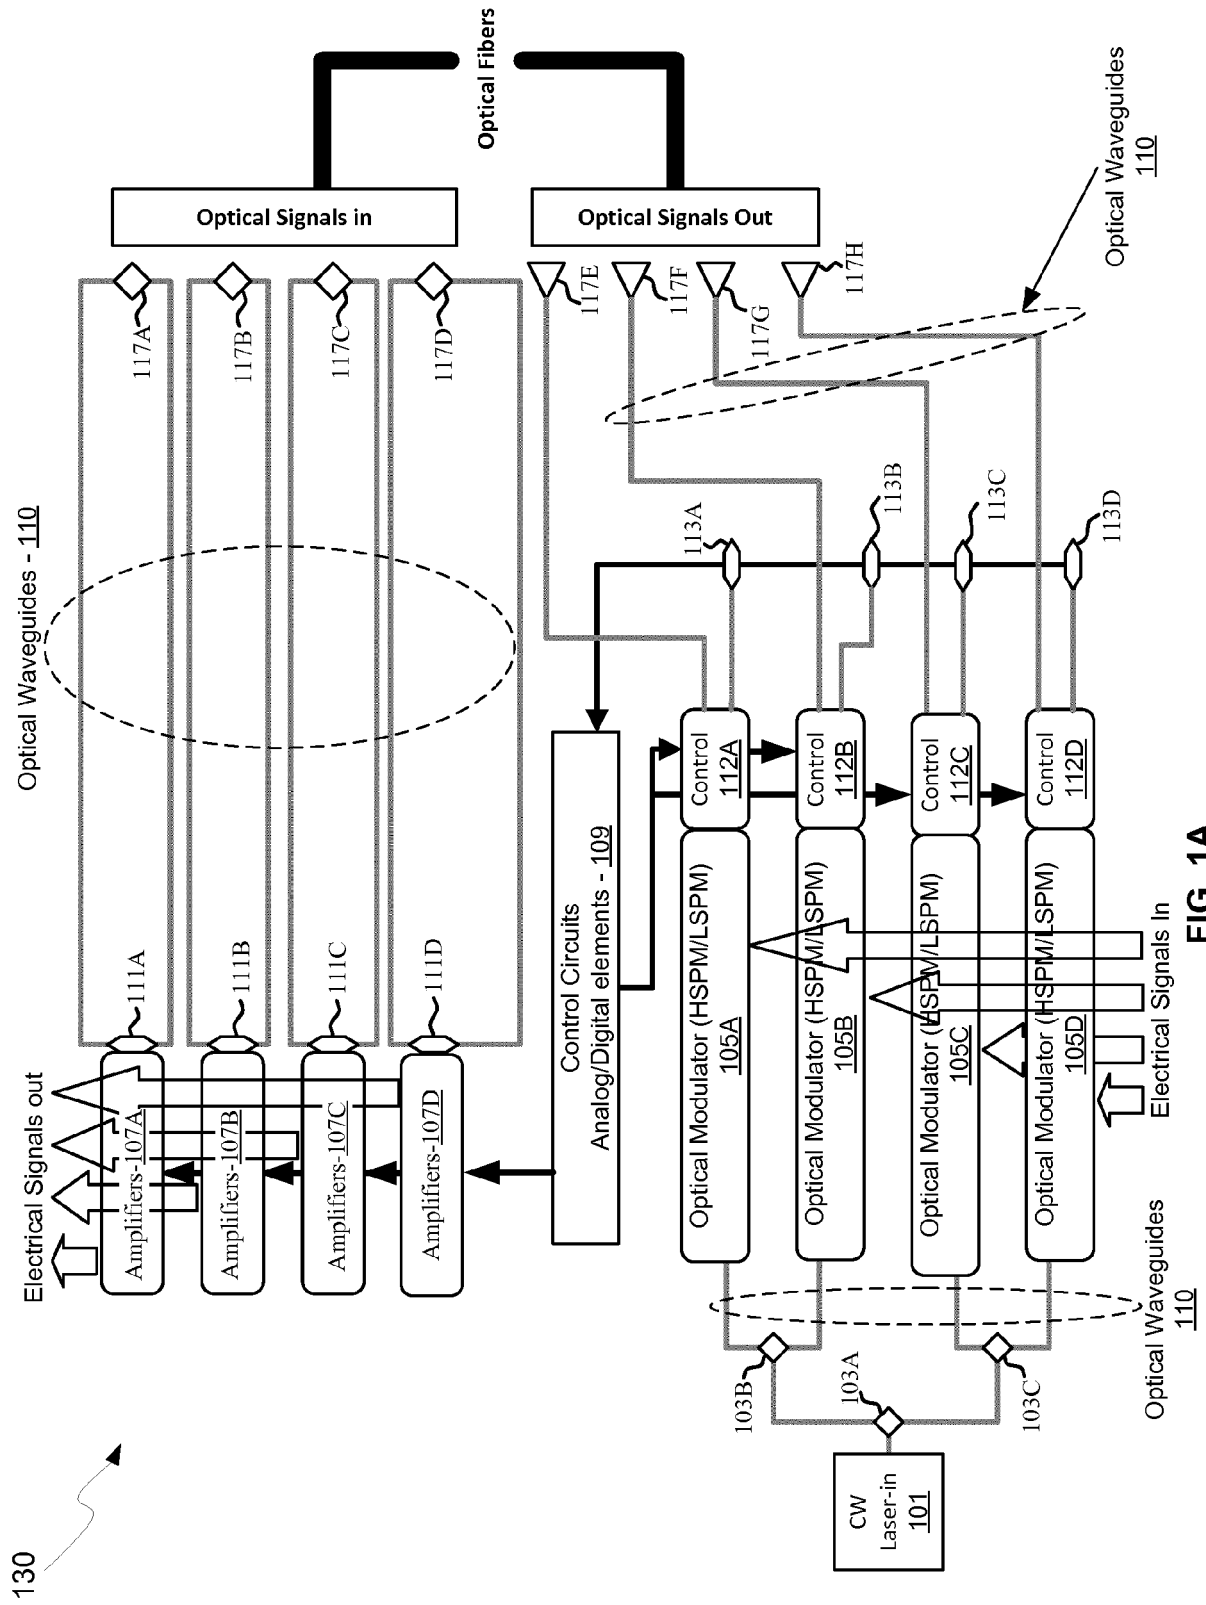 130
Electrical Signals out
Optical Waveguides - 110
Amplifiers-107A
Amplifiers-107B
Amplifiers-107C
Amplifiers-107D
111A
111B
111C
111D
117A
117B
117C
117D
Optical Signals in
Optical Fibers
Optical Signals Out
Control Circuits
Analog/Digital elements - 109
117E
117F
117G
117H
Optical Waveguides
110
113A
113B
113C
113D
CW
Laser-in
101
103A
103B
103C
Optical Waveguides
110
Optical Modulator (HSPM/LSPM)
105A
Control
112A
Optical Modulator (HSPM/LSPM)
105B
Control
112B
Optical Modulator (HSPM/LSPM)
105C
Control
112C
Optical Modulator (HSPM/LSPM)
105D
Control
112D
Electrical Signals In
FIG. 1A